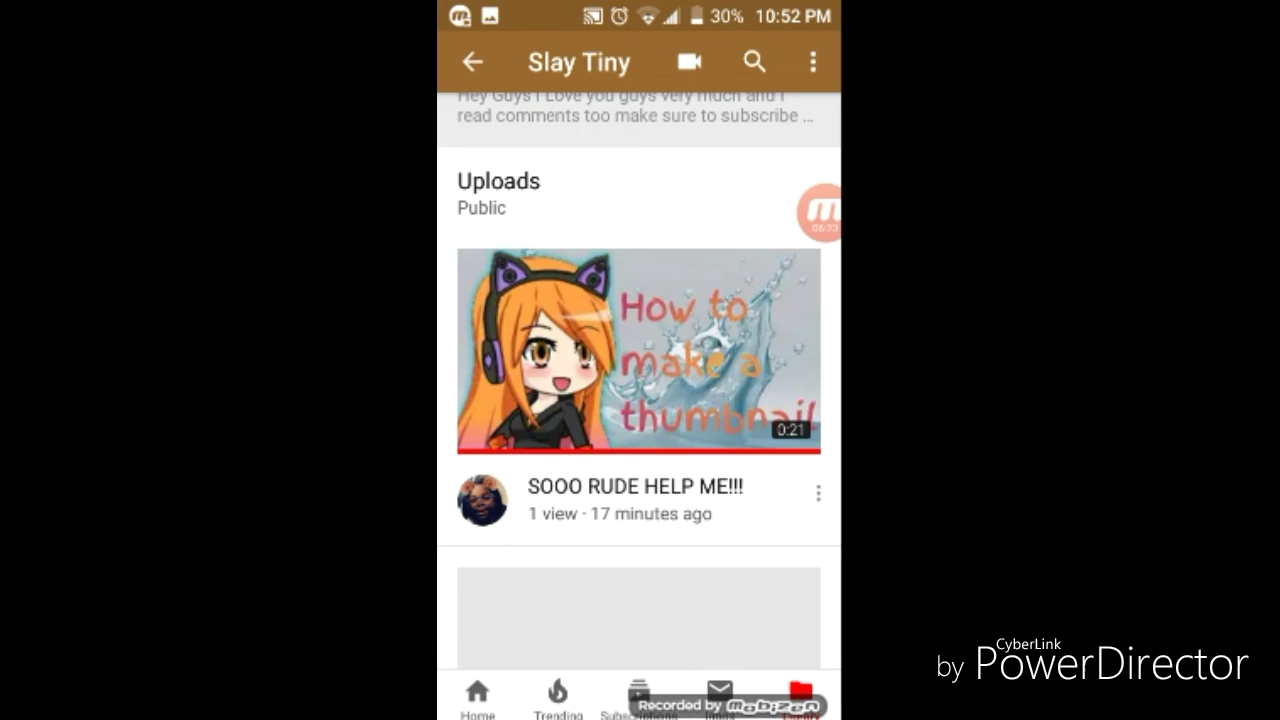 30% 10:52 PM
Slay Tiny
Hey Guys I Love you guys very much and I
read comments too make sure to subscribe ...
Uploads
Public
How to
make a
thumbnail
0:21
SOOO RUDE HELP ME!!!
1 view · 17 minutes ago
Home
Trending
Recorded by mobizen
CyberLink
by PowerDirector